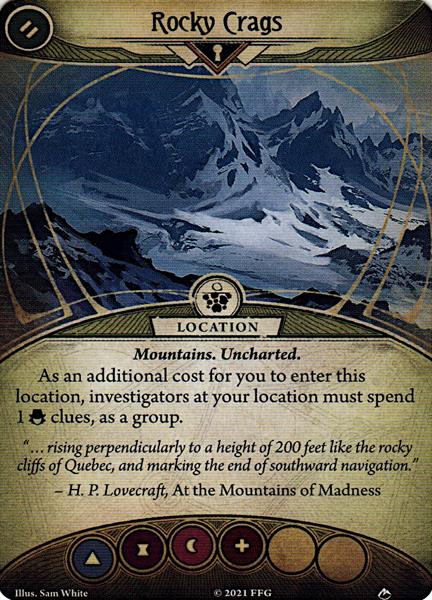 Rocky Crags
LOCATION
Mountains. Uncharted.
As an additional cost for you to enter this
location, investigators at your location must spend
1 clues, as a group.
“… rising perpendicularly to a height of 200 feet like the rocky
cliffs of Quebec, and marking the end of southward navigation.”
– H. P. Lovecraft, At the Mountains of Madness
Illus. Sam White
© 2021 FFG